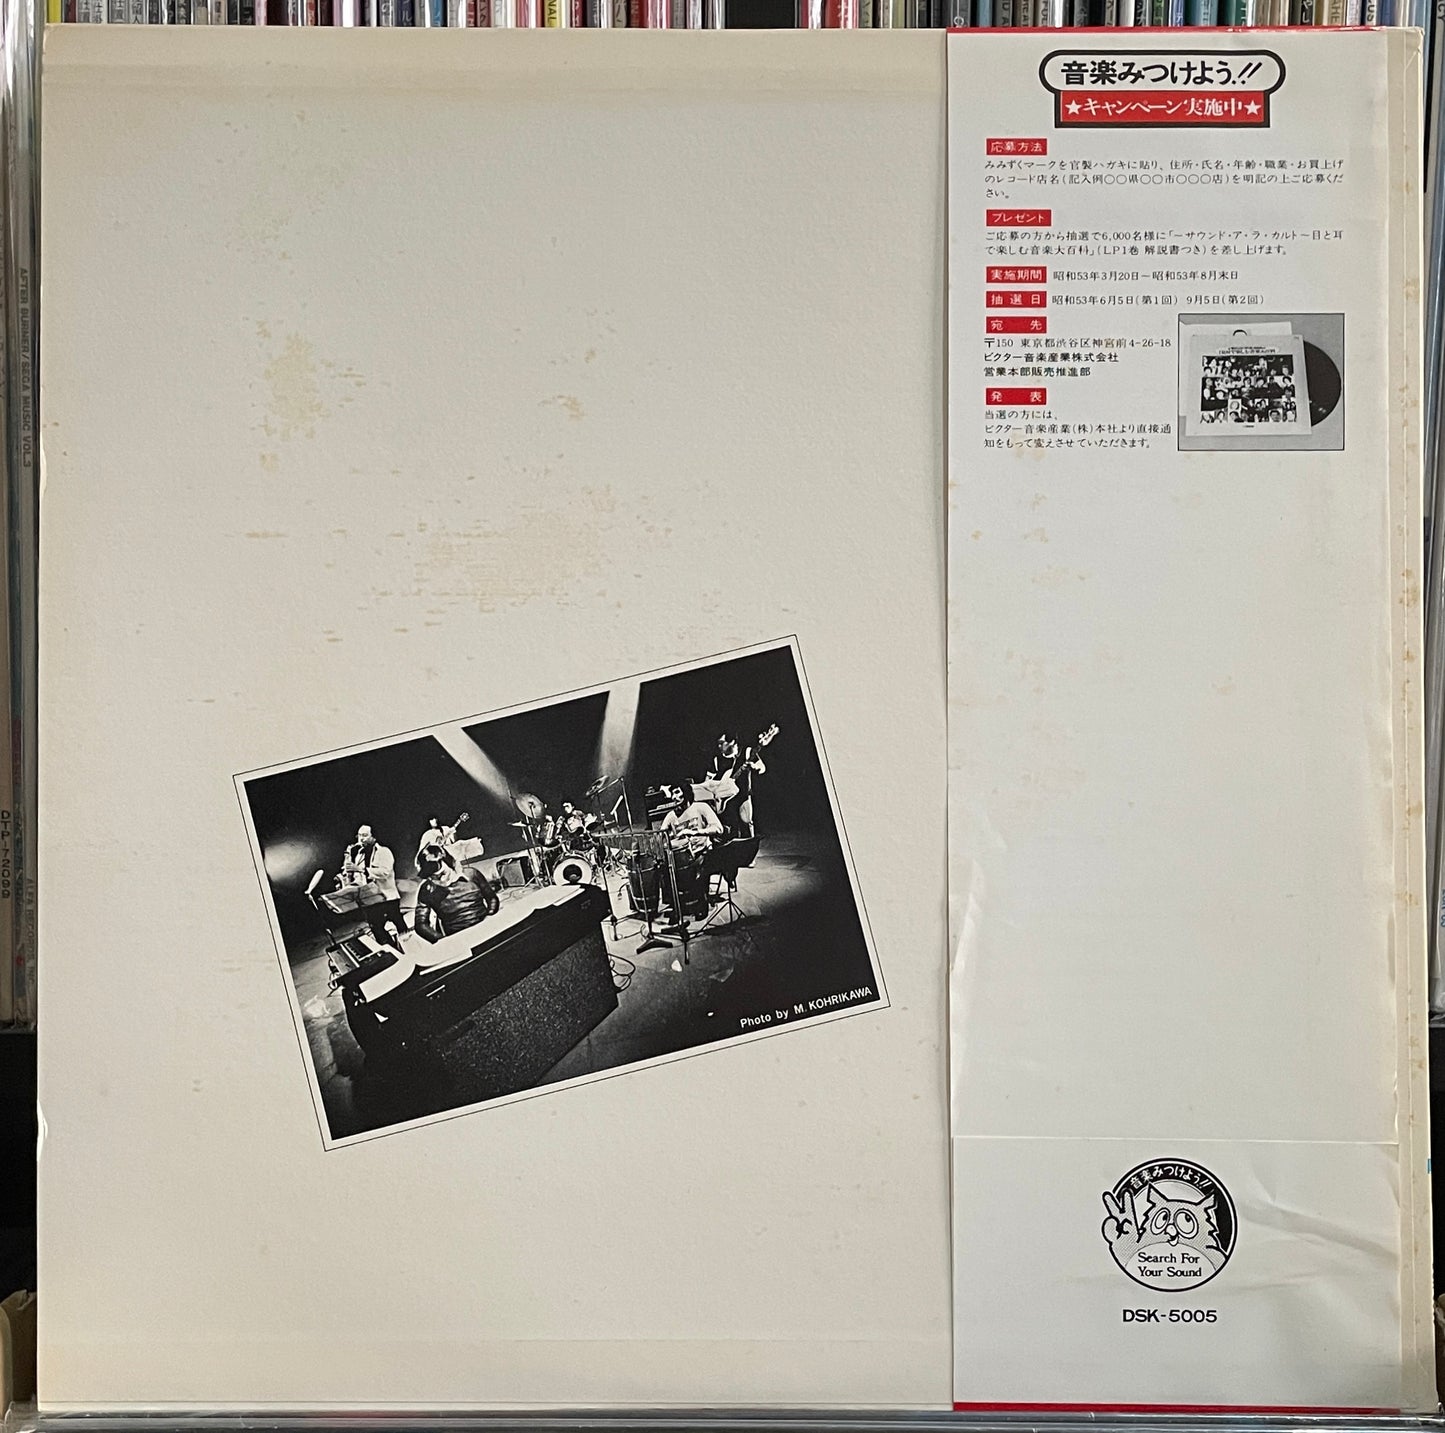 音楽みつけよう!!
★キャンペーン実施中★
応募方法
みみずくマークを官製ハガキに貼り、住所・氏名・年齢・職業・お買上げ
のレコード店名(記入例○○県○○市○○○店)を明記の上ご応募くだ
さい。
プレゼント
ご応募の方から抽選で6,000名様に「〜サウンド・ア・ラ・カルト〜目と耳
で楽しむ音楽大百科」(LP1巻 解説書つき)を差し上げます。
実施期間 昭和53年3月20日〜昭和53年8月末日
抽選日 昭和53年6月5日(第1回) 9月5日(第2回)
宛先
〒150 東京都渋谷区神宮前4-26-18
ビクター音楽産業株式会社
営業本部販売推進部
発表
当選の方には、
ビクター音楽産業(株)本社より直接通
知をもって変えさせていただきます。
Photo by M. KOHRIKAWA
音楽みつけよう!!
Search For
Your Sound
DSK-5005
AFTER BURNER/SEGA MUSIC VOL.3
DTP-72099